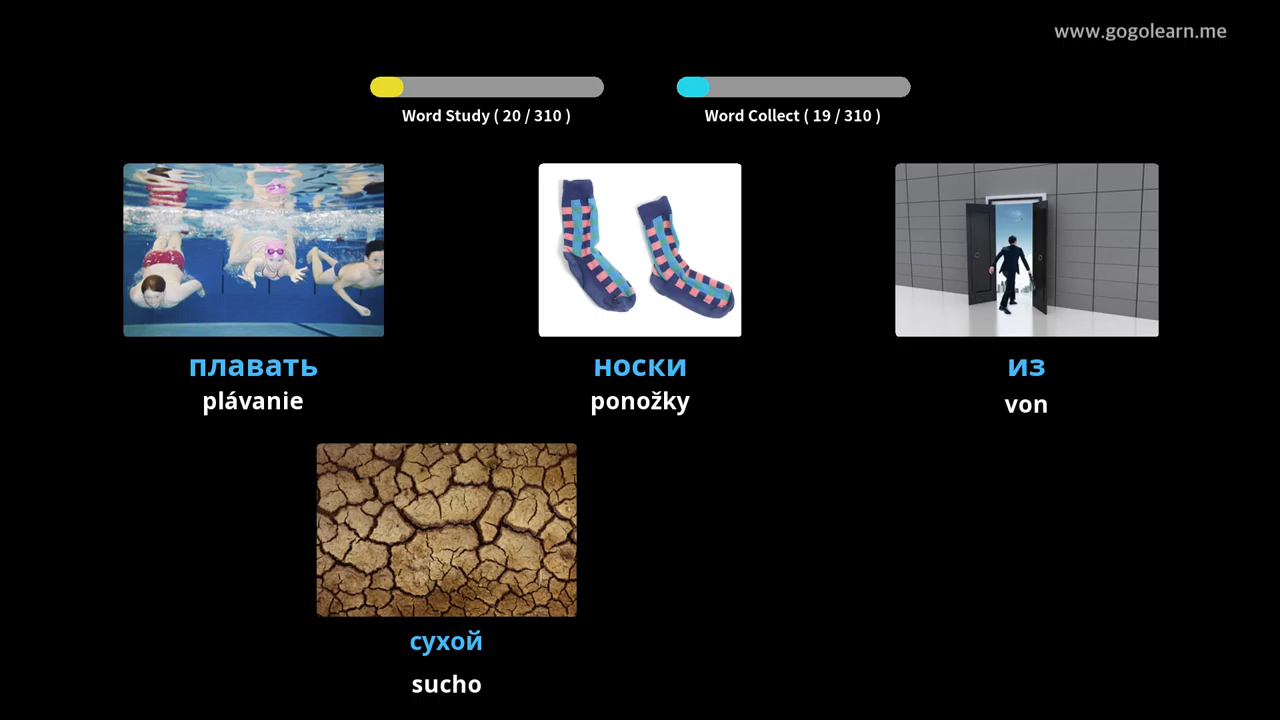 www.gogolearn.me
Word Study ( 20 / 310 )
Word Collect ( 19 / 310 )
плавать
plávanie
носки
ponožky
из
von
сухой
sucho